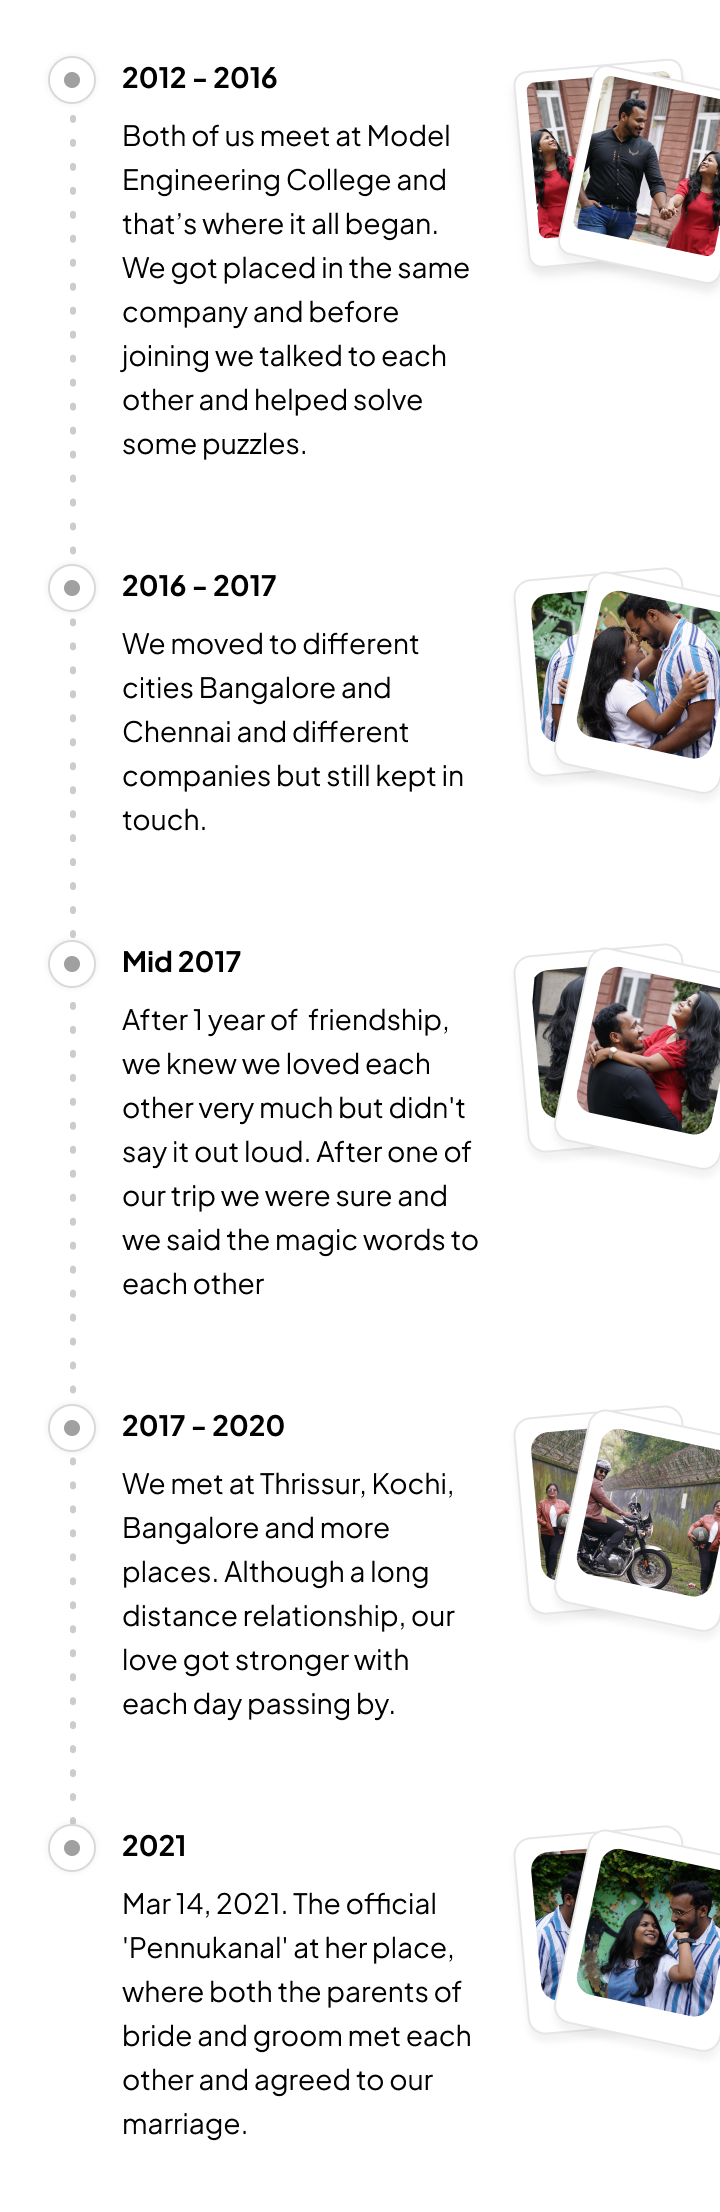 2012 – 2016
Both of us meet at Model
Engineering College and
that’s where it all began.
We got placed in the same
company and before
joining we talked to each
other and helped solve
some puzzles.
2016 – 2017
We moved to different
cities Bangalore and
Chennai and different
companies but still kept in
touch.
Mid 2017
After 1 year of  friendship,
we knew we loved each
other very much but didn't
say it out loud. After one of
our trip we were sure and
we said the magic words to
each other
2017 – 2020
We met at Thrissur, Kochi,
Bangalore and more
places. Although a long
distance relationship, our
love got stronger with
each day passing by.
2021
Mar 14, 2021. The official
'Pennukanal' at her place,
where both the parents of
bride and groom met each
other and agreed to our
marriage.